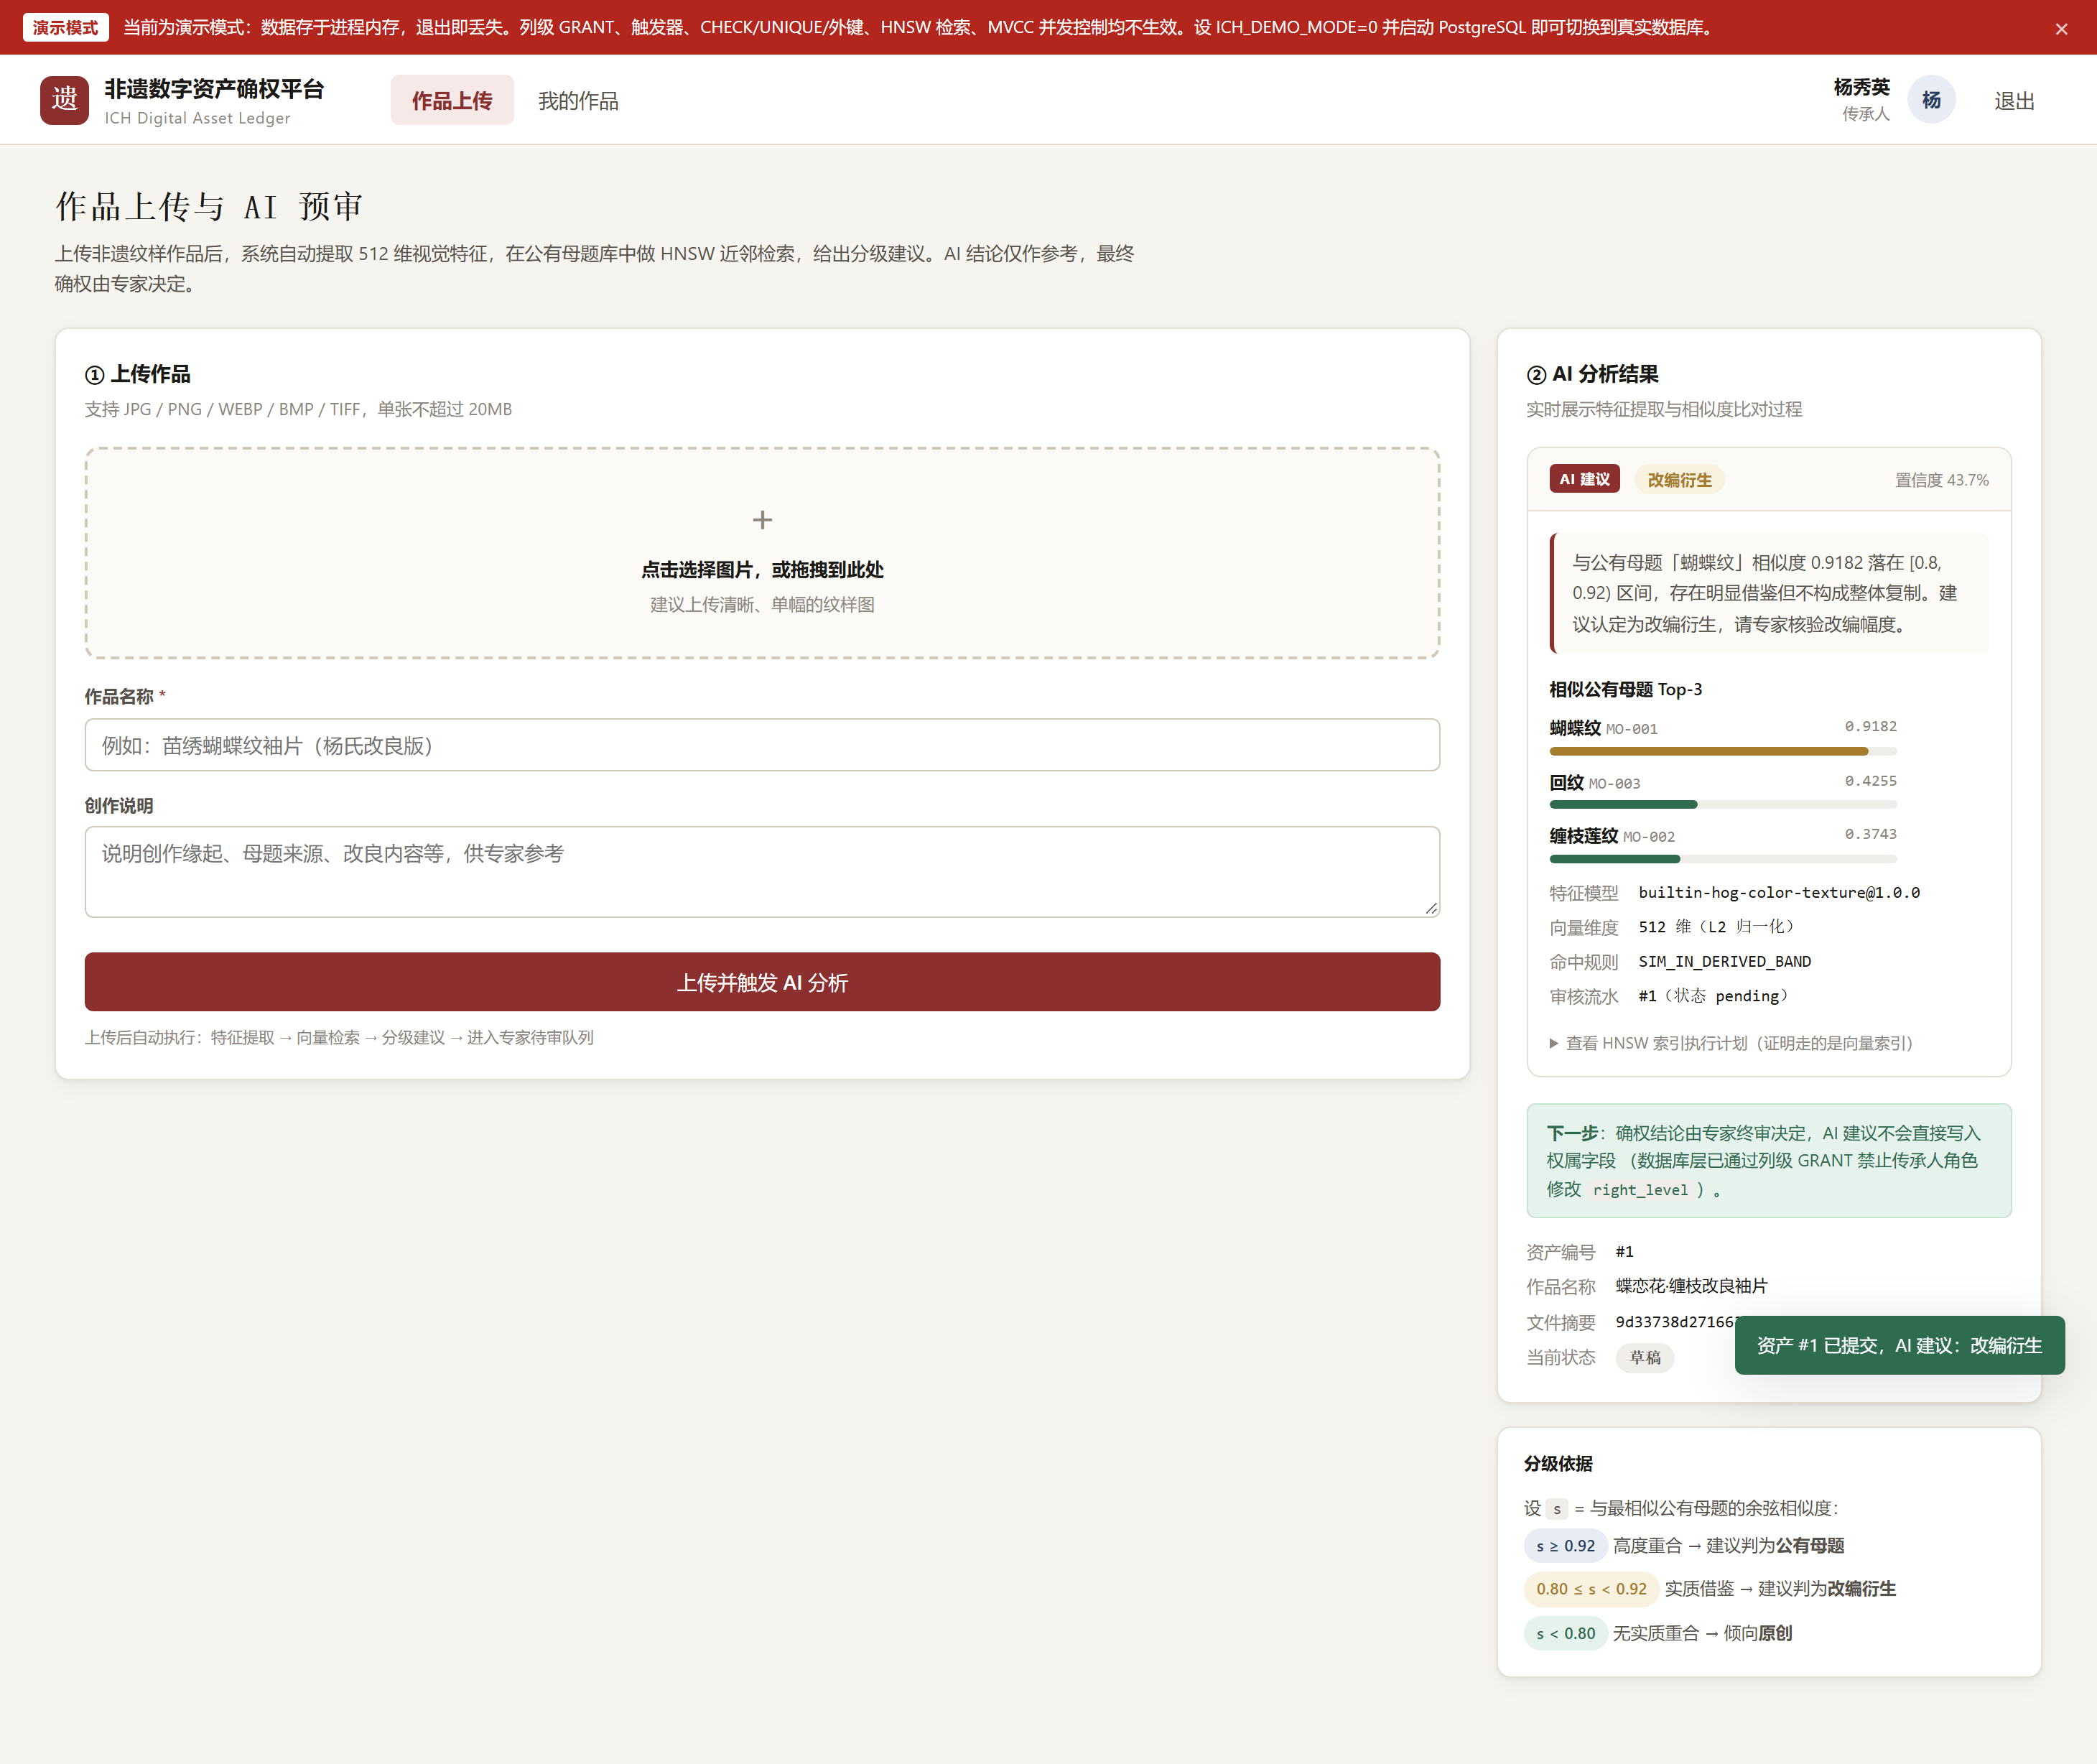 演示模式 当前为演示模式：数据存于进程内存，退出即丢失。列级 GRANT、触发器、CHECK/UNIQUE/外键、HNSW 检索、MVCC 并发控制均不生效。设 ICH_DEMO_MODE=0 并启动 PostgreSQL 即可切换到真实数据库。 ×
遗 非遗数字资产确权平台
ICH Digital Asset Ledger
作品上传 我的作品
杨秀英
传承人
杨 退出
作品上传与 AI 预审
上传非遗纹样作品后，系统自动提取 512 维视觉特征，在公有母题库中做 HNSW 近邻检索，给出分级建议。AI 结论仅作参考，最终
确权由专家决定。
① 上传作品
支持 JPG / PNG / WEBP / BMP / TIFF，单张不超过 20MB
+
点击选择图片，或拖拽到此处
建议上传清晰、单幅的纹样图
作品名称 *
例如：苗绣蝴蝶纹袖片（杨氏改良版）
创作说明
说明创作缘起、母题来源、改良内容等，供专家参考
上传并触发 AI 分析
上传后自动执行：特征提取 → 向量检索 → 分级建议 → 进入专家待审队列
② AI 分析结果
实时展示特征提取与相似度比对过程
AI 建议 改编衍生 置信度 43.7%
与公有母题「蝴蝶纹」相似度 0.9182 落在 [0.8,
0.92) 区间，存在明显借鉴但不构成整体复制。建
议认定为改编衍生，请专家核验改编幅度。
相似公有母题 Top-3
蝴蝶纹 MO-001 0.9182
回纹 MO-003 0.4255
缠枝莲纹 MO-002 0.3743
特征模型 builtin-hog-color-texture@1.0.0
向量维度 512 维（L2 归一化）
命中规则 SIM_IN_DERIVED_BAND
审核流水 #1（状态 pending）
▶ 查看 HNSW 索引执行计划（证明走的是向量索引）
下一步：确权结论由专家终审决定，AI 建议不会直接写入
权属字段 （数据库层已通过列级 GRANT 禁止传承人角色
修改 right_level ）。
资产编号 #1
作品名称 蝶恋花·缠枝改良袖片
文件摘要 9d33738d27166
当前状态 草稿
资产 #1 已提交，AI 建议：改编衍生
分级依据
设 s = 与最相似公有母题的余弦相似度：
s ≥ 0.92 高度重合 → 建议判为公有母题
0.80 ≤ s < 0.92 实质借鉴 → 建议判为改编衍生
s < 0.80 无实质重合 → 倾向原创